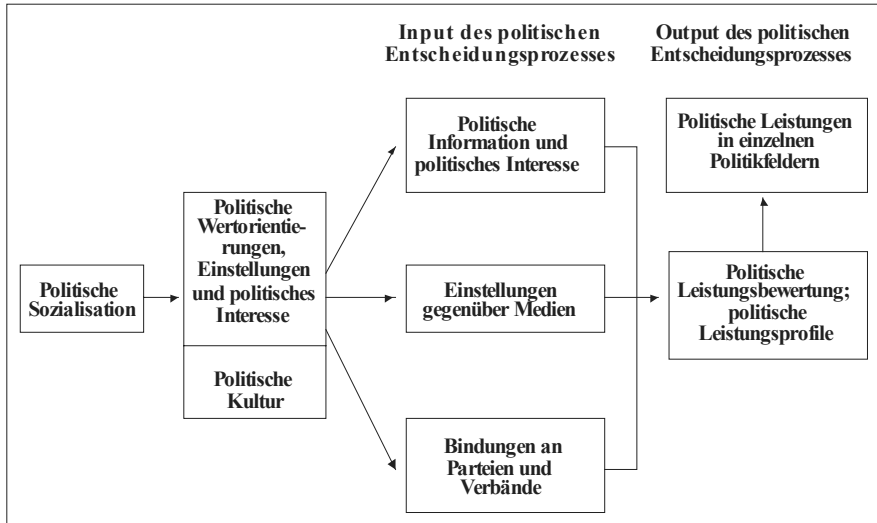 Input des politischen
Entscheidungsprozesses
Output des politischen
Entscheidungsprozesses
Politische
Sozialisation
Politische
Wertorientie-
rungen,
Einstellungen
und politisches
Interesse
Politische
Kultur
Politische
Information und
politisches Interesse
Einstellungen
gegenüber Medien
Bindungen an
Parteien und
Verbände
Politische Leistungen
in einzelnen
Politikfeldern
Politische
Leistungsbewertung;
politische
Leistungsprofile